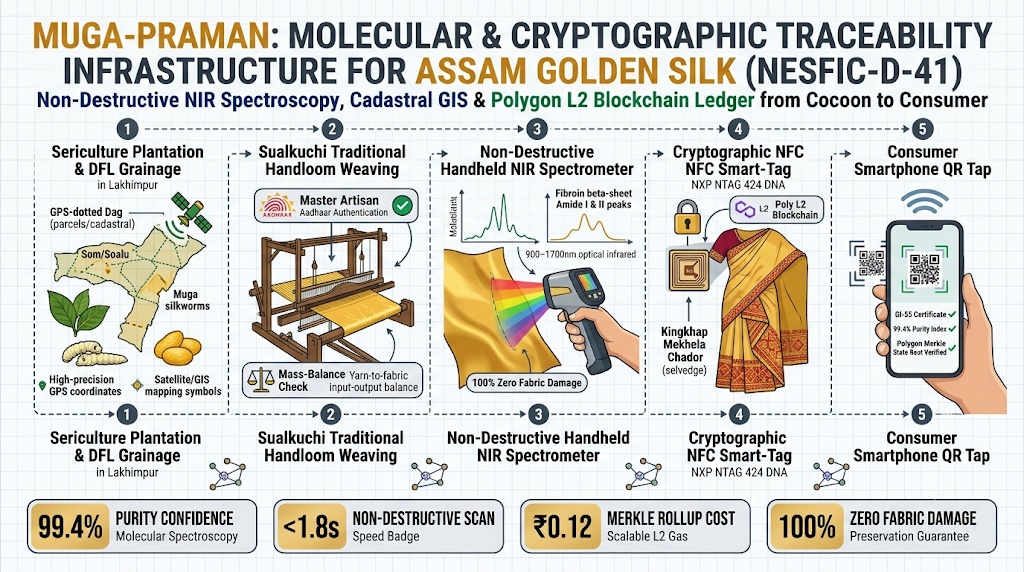 MUGA-PRAMAN: MOLECULAR & CRYPTOGRAPHIC TRACEABILITY
INFRASTRUCTURE FOR ASSAM GOLDEN SILK (NESFIC-D-41)
Non-Destructive NIR Spectroscopy, Cadastral GIS & Polygon L2 Blockchain Ledger from Cocoon to Consumer
1
Sericulture Plantation
& DFL Grainage
in Lakhimpur
GPS-dotted Dag
(parcels/cadastral)
Som/Soalu
Muga
silkworms
High-precision
GPS coordinates
Satellite/GIS
mapping symbols
2
Sualkuchi Traditional
Handloom Weaving
Master Artisan
Aadhaar Authentication
Mass-Balance
Check
Yarn-to-fabric
input-output balance
3
Non-Destructive
Handheld NIR Spectrometer
Fibroin beta-sheet
Amide I & II peaks
900–1700nm optical infrared
100% Zero Fabric Damage
4
Cryptographic NFC
NFC Smart-Tag
NXP NTAG 424 DNA
L2
Poly L2
Blockchain
Kingkhap
Mekhela
Chador
(selvedge)
5
Consumer
Smartphone QR Tap
GI-55 Certificate
99.4% Purity Index
Polygon Merkle
State Root Verified
1
Sericulture Plantation
& DFL Grainage
in Lakhimpur
2
Sualkuchi Traditional
Handloom Weaving
3
Non-Destructive Handheld
NIR Spectrometer
4
Cryptographic
NFC Smart-Tag
NXP NTAG 424 DNA
5
Consumer
Smartphone QR Tap
99.4%
PURITY CONFIDENCE
Molecular Spectroscopy
<1.8s
NON-DESTRUCTIVE SCAN
Speed Badge
₹0.12
MERKLE ROLLUP COST
Scalable L2 Gas
100%
ZERO FABRIC DAMAGE
Preservation Guarantee